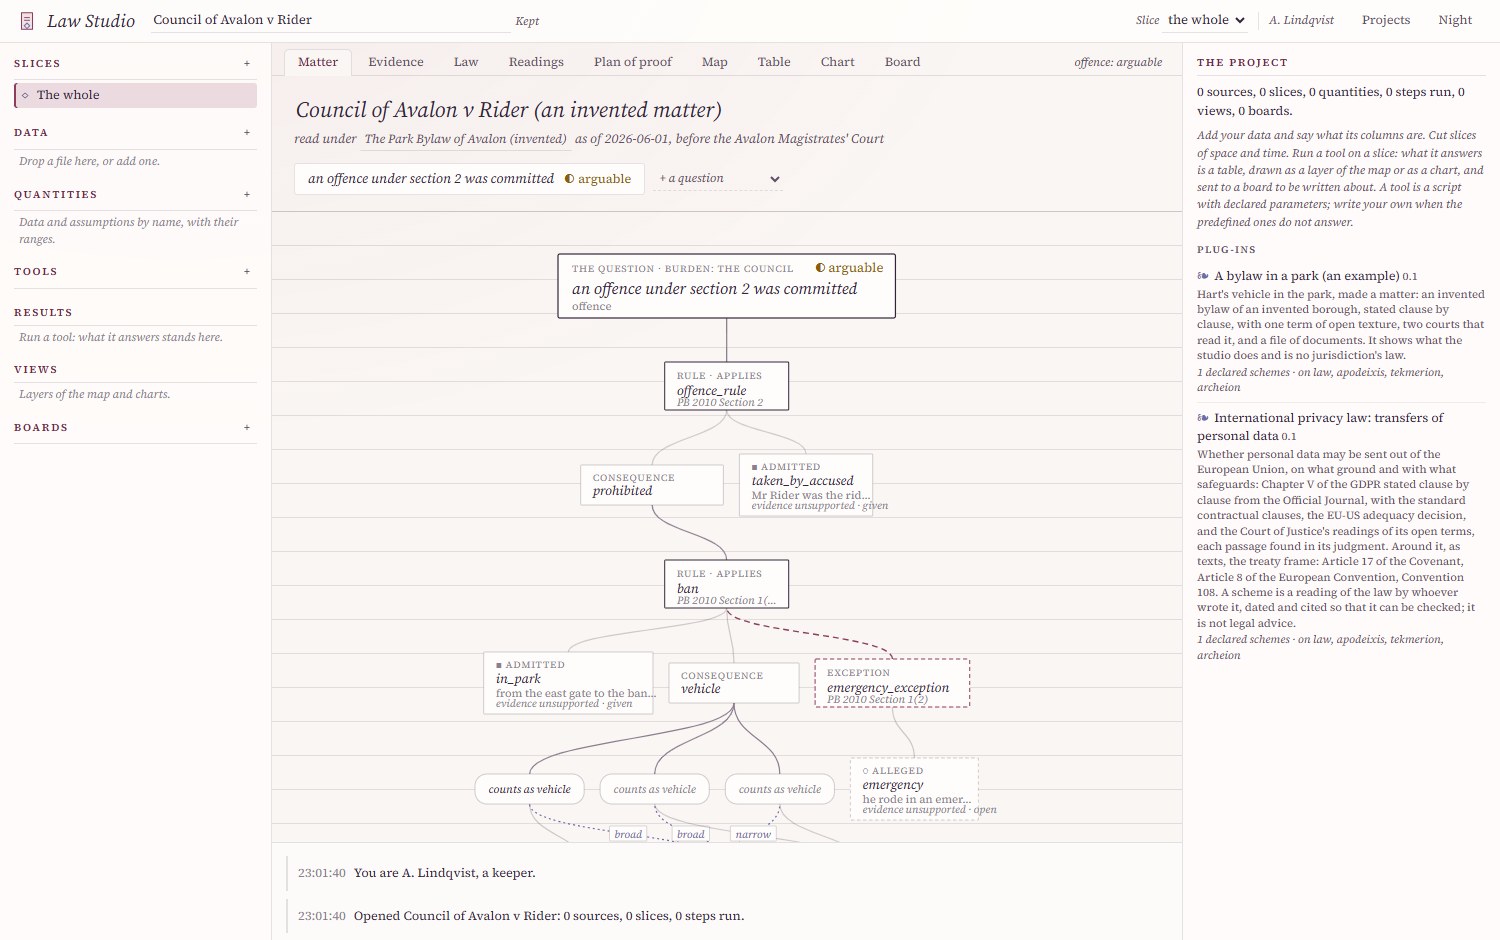 Law Studio
Council of Avalon v Rider
Kept
Slice the whole
A. Lindqvist
Projects
Night
SLICES +
◇ The whole
DATA +
Drop a file here, or add one.
QUANTITIES +
Data and assumptions by name, with their
ranges.
TOOLS +
RESULTS
Run a tool: what it answers stands here.
VIEWS
Layers of the map and charts.
BOARDS +
Matter Evidence Law Readings Plan of proof Map Table Chart Board
offence: arguable
Council of Avalon v Rider (an invented matter)
read under The Park Bylaw of Avalon (invented) as of 2026-06-01, before the Avalon Magistrates' Court
an offence under section 2 was committed ◐ arguable
+ a question
THE QUESTION · BURDEN: THE COUNCIL ◐ arguable
an offence under section 2 was committed
offence
RULE · APPLIES
offence_rule
PB 2010 Section 2
CONSEQUENCE
prohibited
■ ADMITTED
taken_by_accused
Mr Rider was the rid...
evidence unsupported · given
RULE · APPLIES
ban
PB 2010 Section 1(...
■ ADMITTED
in_park
from the east gate to the ban...
evidence unsupported · given
CONSEQUENCE
vehicle
EXCEPTION
emergency_exception
PB 2010 Section 1(2)
counts as vehicle
counts as vehicle
counts as vehicle
○ ALLEGED
emergency
he rode in an emer...
evidence unsupported · open
broad
broad
narrow
23:01:40 You are A. Lindqvist, a keeper.
23:01:40 Opened Council of Avalon v Rider: 0 sources, 0 slices, 0 steps run.
THE PROJECT
0 sources, 0 slices, 0 quantities, 0 steps run, 0
views, 0 boards.
Add your data and say what its columns are. Cut slices
of space and time. Run a tool on a slice: what it answers
is a table, drawn as a layer of the map or as a chart, and
sent to a board to be written about. A tool is a script
with declared parameters; write your own when the
predefined ones do not answer.
PLUG-INS
❧ A bylaw in a park (an example) 0.1
Hart's vehicle in the park, made a matter: an invented
bylaw of an invented borough, stated clause by
clause, with one term of open texture, two courts that
read it, and a file of documents. It shows what the
studio does and is no jurisdiction's law.
1 declared schemes · on law, apodeixis, tekmerion,
archeion
❧ International privacy law: transfers of
personal data 0.1
Whether personal data may be sent out of the
European Union, on what ground and with what
safeguards: Chapter V of the GDPR stated clause by
clause from the Official Journal, with the standard
contractual clauses, the EU-US adequacy decision,
and the Court of Justice's readings of its open terms,
each passage found in its judgment. Around it, as
texts, the treaty frame: Article 17 of the Covenant,
Article 8 of the European Convention, Convention
108. A scheme is a reading of the law by whoever
wrote it, dated and cited so that it can be checked; it
is not legal advice.
1 declared schemes · on law, apodeixis, tekmerion,
archeion